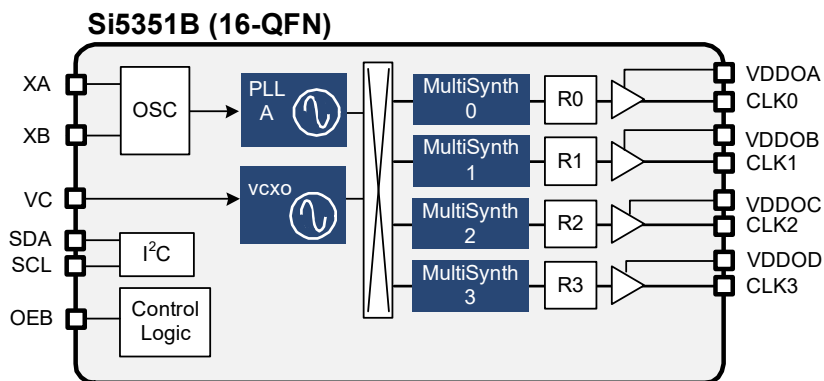 Si5351B (16-QFN)
XA
XB
VC
SDA
SCL
OEB
OSC
I²C
Control
Logic
PLL
A
vcxo
MultiSynth
0
MultiSynth
1
MultiSynth
2
MultiSynth
3
R0
R1
R2
R3
VDDOA
CLK0
VDDOB
CLK1
VDDOC
CLK2
VDDOD
CLK3